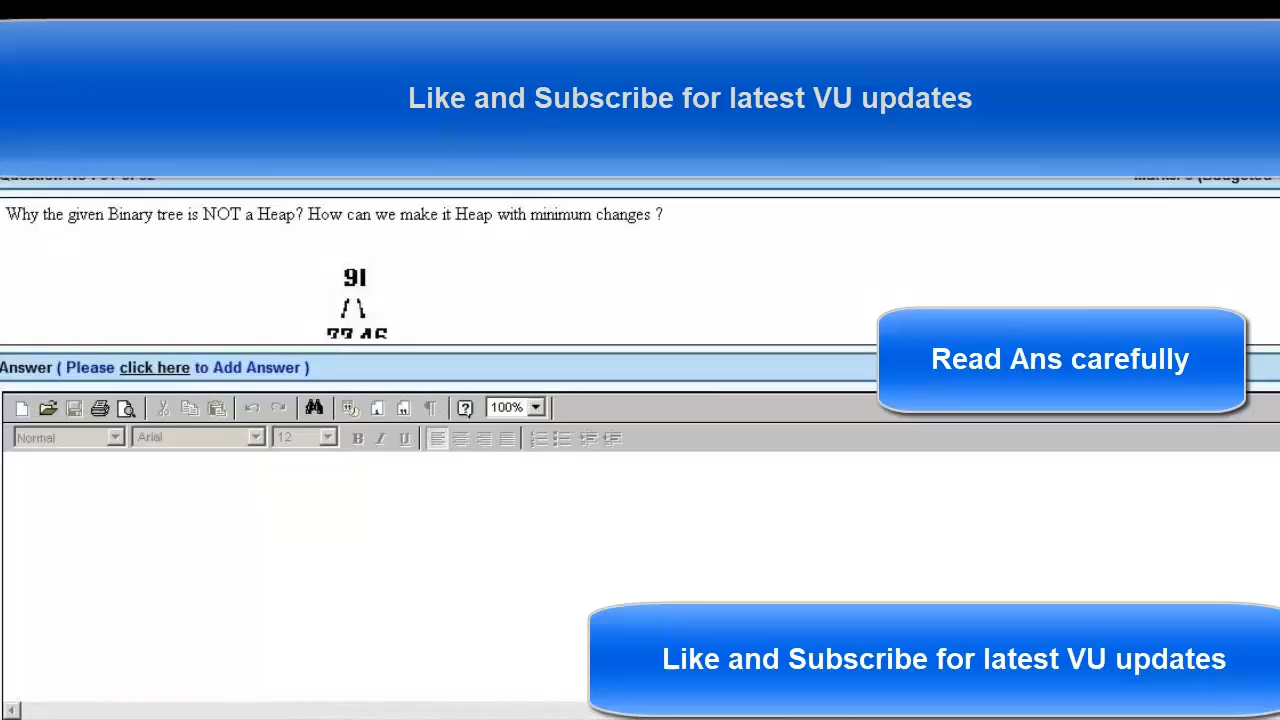 Like and Subscribe for latest VU updates
Why the given Binary tree is NOT a Heap? How can we make it Heap with minimum changes ?
91
/ \
Answer ( Please click here to Add Answer )
Read Ans carefully
100%
Normal
Arial
12
B I U
Like and Subscribe for latest VU updates